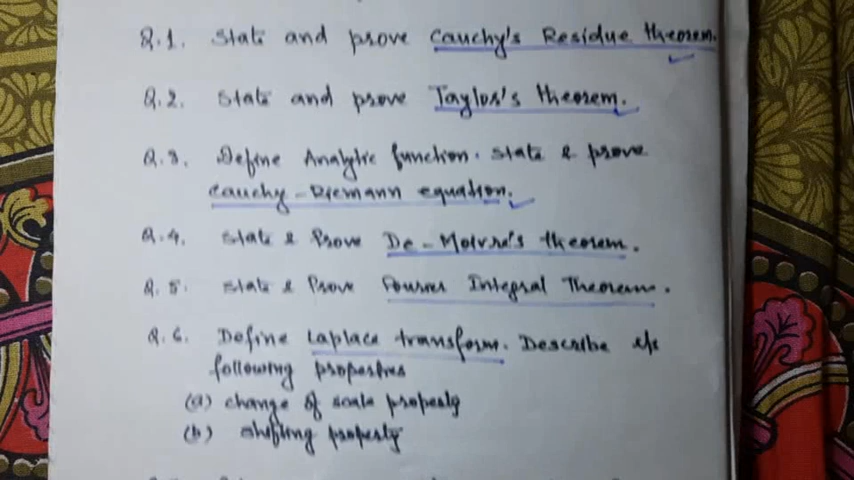 Q.1. State and prove Cauchy's Residue theorem.
Q.2. State and prove Taylor's theorem.
Q.3. Define Analytic function. State & prove
Cauchy-Riemann equation.
Q.4. State & Prove De-Moivre's theorem.
Q.5. State & Prove Fourier Integral Theorem.
Q.6. Define Laplace transform. Describe its
following properties
(a) change of scale property
(b) shifting property